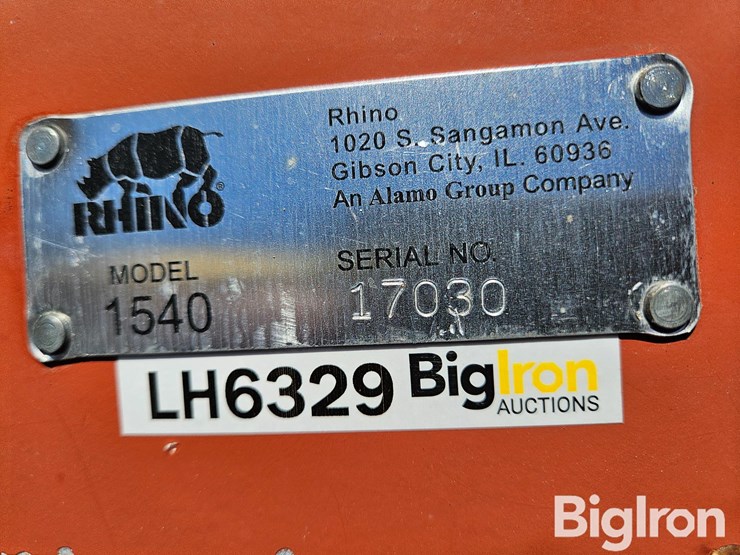 Rhino
1020 S. Sangamon Ave.
Gibson City, IL. 60936
An Alamo Group Company
RHINO®
MODEL
1540
SERIAL NO.
17030
LH6329 BigIron
AUCTIONS
BigIron